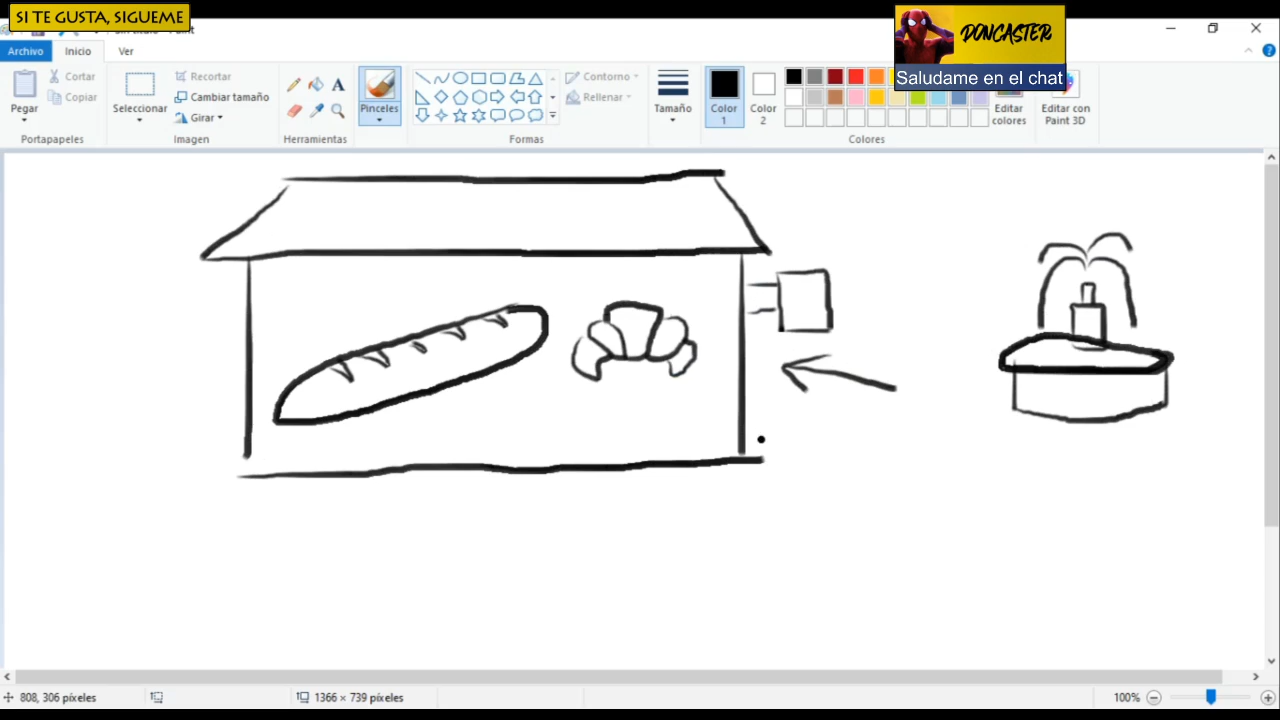 SI TE GUSTA, SIGUEME
DONCASTER
Saludame en el chat
Archivo
Inicio
Ver
Pegar
Cortar
Copiar
Portapapeles
Seleccionar
Recortar
Cambiar tamaño
Girar
Imagen
Herramientas
Pinceles
Formas
Contorno
Rellenar
Tamaño
Color 1
Color 2
Colores
Editar colores
Editar con Paint 3D
808, 306 píxeles
1366 × 739 píxeles
100%